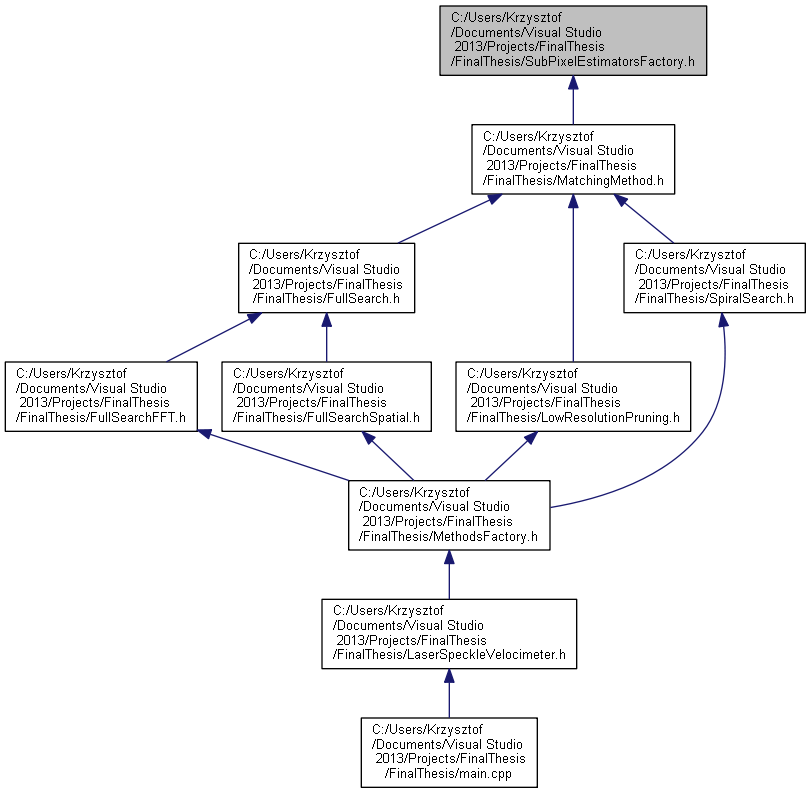 C:/Users/Krzysztof
/Documents/Visual Studio
2013/Projects/FinalThesis
/FinalThesis/SubPixelEstimatorsFactory.h
C:/Users/Krzysztof
/Documents/Visual Studio
2013/Projects/FinalThesis
/FinalThesis/MatchingMethod.h
C:/Users/Krzysztof
/Documents/Visual Studio
2013/Projects/FinalThesis
/FinalThesis/FullSearch.h
C:/Users/Krzysztof
/Documents/Visual Studio
2013/Projects/FinalThesis
/FinalThesis/SpiralSearch.h
C:/Users/Krzysztof
/Documents/Visual Studio
2013/Projects/FinalThesis
/FinalThesis/FullSearchFFT.h
C:/Users/Krzysztof
/Documents/Visual Studio
2013/Projects/FinalThesis
/FinalThesis/FullSearchSpatial.h
C:/Users/Krzysztof
/Documents/Visual Studio
2013/Projects/FinalThesis
/FinalThesis/LowResolutionPruning.h
C:/Users/Krzysztof
/Documents/Visual Studio
2013/Projects/FinalThesis
/FinalThesis/MethodsFactory.h
C:/Users/Krzysztof
/Documents/Visual Studio
2013/Projects/FinalThesis
/FinalThesis/LaserSpeckleVelocimeter.h
C:/Users/Krzysztof
/Documents/Visual Studio
2013/Projects/FinalThesis
/FinalThesis/main.cpp